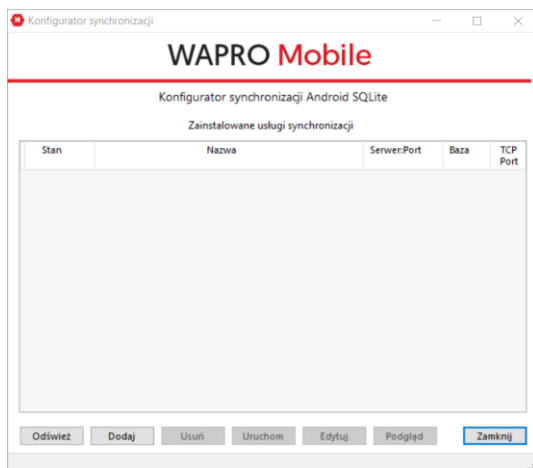 Konfigurator synchronizacji
WAPRO Mobile
Konfigurator synchronizacji Android SQLite
Zainstalowane usługi synchronizacji
Stan Nazwa Serwer:Port Baza TCP
Port
Odśwież Dodaj Usuń Uruchom Edytuj Podgląd Zamknij